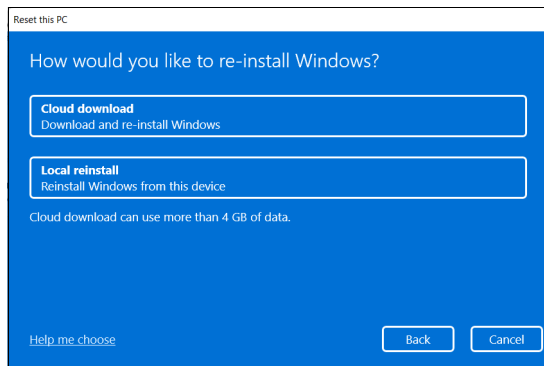 Reset this PC
How would you like to re-install Windows?
Cloud download
Download and re-install Windows
Local reinstall
Reinstall Windows from this device
Cloud download can use more than 4 GB of data.
Help me choose
Back
Cancel